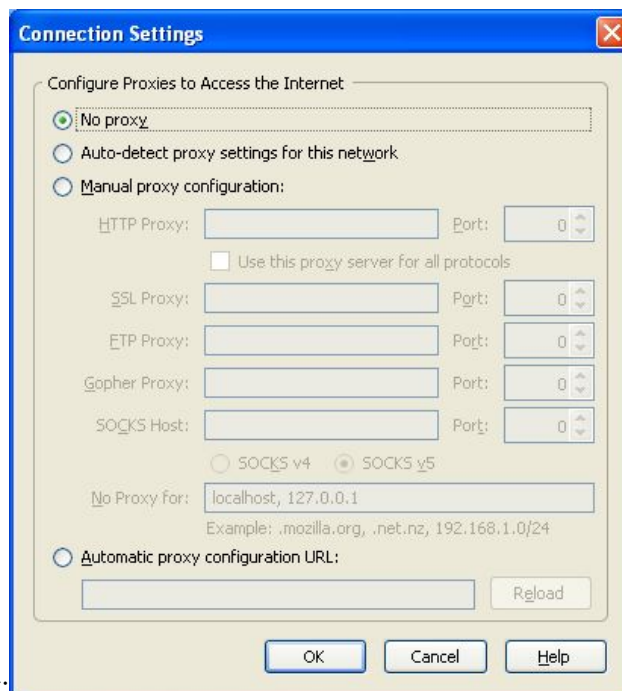 Connection Settings
Configure Proxies to Access the Internet
No proxy
Auto-detect proxy settings for this network
Manual proxy configuration:
HTTP Proxy: Port: 0
Use this proxy server for all protocols
SSL Proxy: Port: 0
FTP Proxy: Port: 0
Gopher Proxy: Port: 0
SOCKS Host: Port: 0
SOCKS v4 SOCKS v5
No Proxy for: localhost, 127.0.0.1
Example: .mozilla.org, .net.nz, 192.168.1.0/24
Automatic proxy configuration URL:
Reload
OK Cancel Help
.